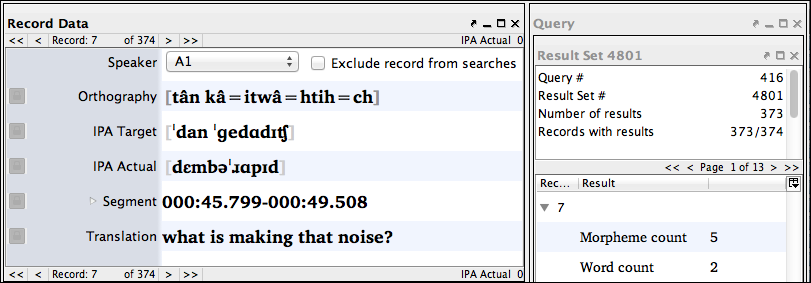 Record Data
<< < Record: 7 of 374 > >> IPA Actual 0
Speaker A1 Exclude record from searches
Orthography [tân kâ=itwâ=htih=ch]
IPA Target [ˈdan ˈɡedɑdɪʧ]
IPA Actual [dɛmbəˈɹɑpɪd]
Segment 000:45.799-000:49.508
Translation what is making that noise?
<< < Record: 7 of 374 > >> IPA Actual 0
Query
Result Set 4801
Query # 416
Result Set # 4801
Number of results 373
Records with results 373/374
<< < Page 1 of 13 > >>
Rec... Result
7
Morpheme count 5
Word count 2